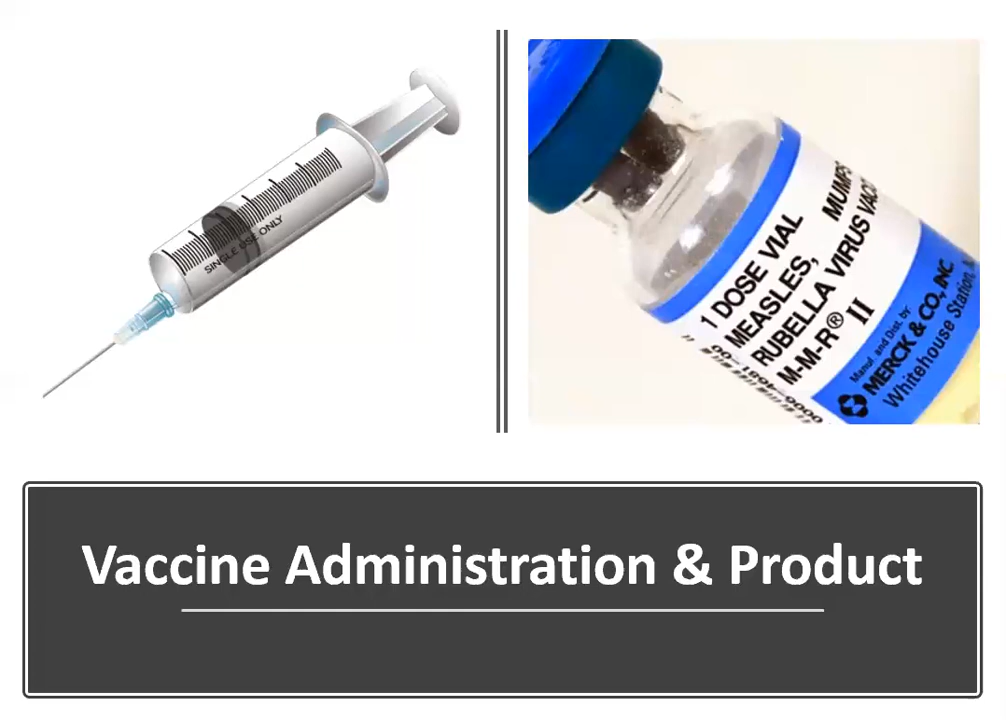 SINGLE USE ONLY
1 DOSE VIAL
MEASLES, MUMPS
RUBELLA VIRUS
M-M-R® II
Manuf. and Dist. by
MERCK & CO., INC.
Whitehouse Station,
Vaccine Administration & Product